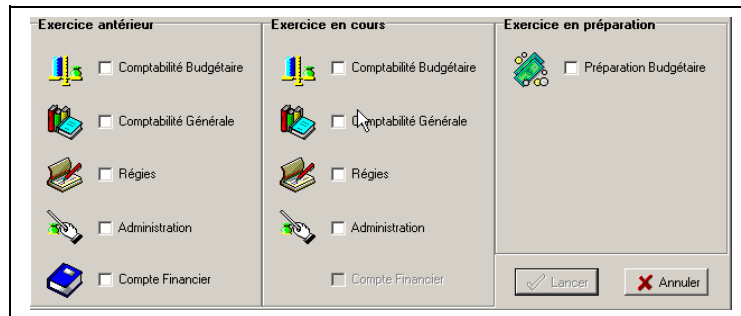 Exercice antérieur
Comptabilité Budgétaire
Comptabilité Générale
Régies
Administration
Compte Financier
Exercice en cours
Comptabilité Budgétaire
Comptabilité Générale
Régies
Administration
Compte Financier
Exercice en préparation
Préparation Budgétaire
Lancer
Annuler